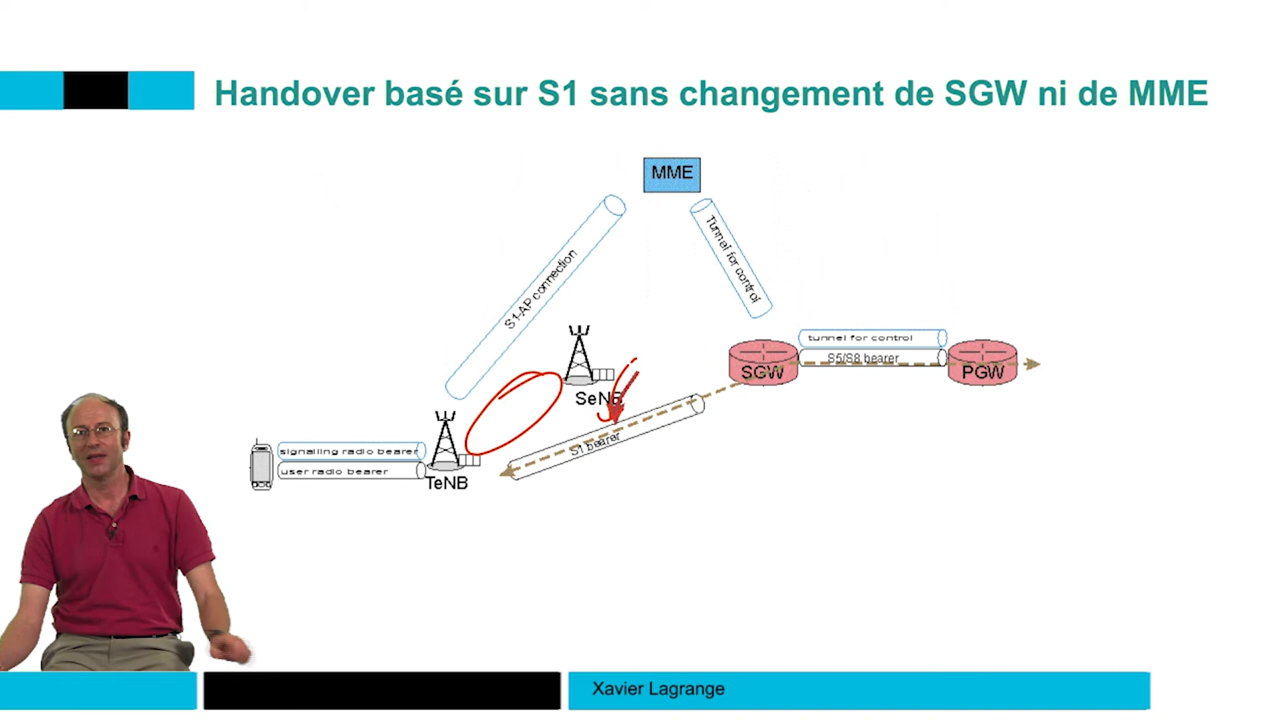 Handover basé sur S1 sans changement de SGW ni de MME
MME
S1-AP connection
Tunnel for control
tunnel for control
S5/S8 bearer
SGW
PGW
SeNB
S1 bearer
signalling radio bearer
user radio bearer
TeNB
Xavier Lagrange